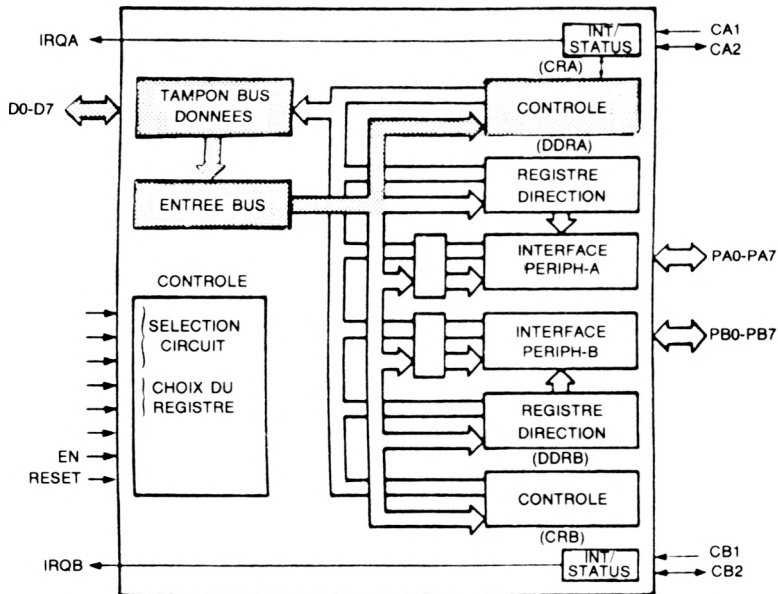 IRQA
INT/
STATUS
CA1
CA2
(CRA)
D0-D7
TAMPON BUS
DONNEES
CONTROLE
(DDRA)
REGISTRE
DIRECTION
ENTREE BUS
INTERFACE
PERIPH-A
PA0-PA7
CONTROLE
SELECTION
CIRCUIT
CHOIX DU
REGISTRE
INTERFACE
PERIPH-B
PB0-PB7
REGISTRE
DIRECTION
(DDRB)
EN
RESET
CONTROLE
(CRB)
IRQB
INT/
STATUS
CB1
CB2